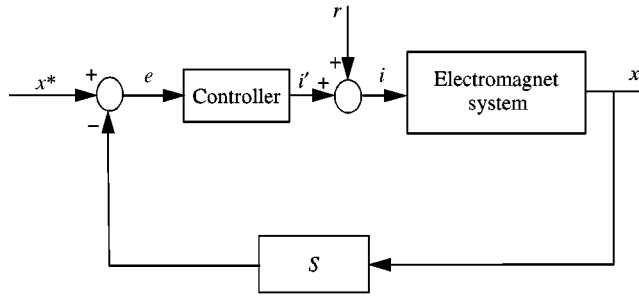 r
x*
+
e
Controller
i′
+
+
i
Electromagnet
system
x
−
S